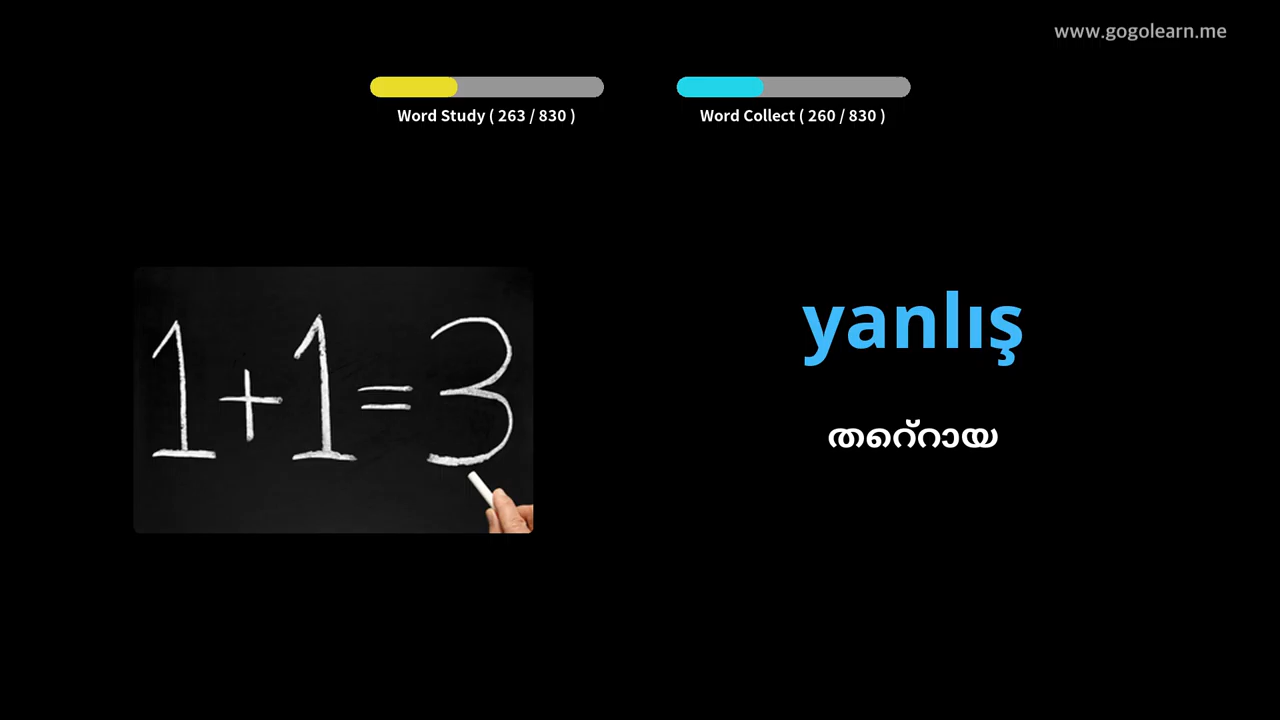 www.gogolearn.me
Word Study ( 263 / 830 )
Word Collect ( 260 / 830 )
1+1=3
yanlış
തെറ്റായ